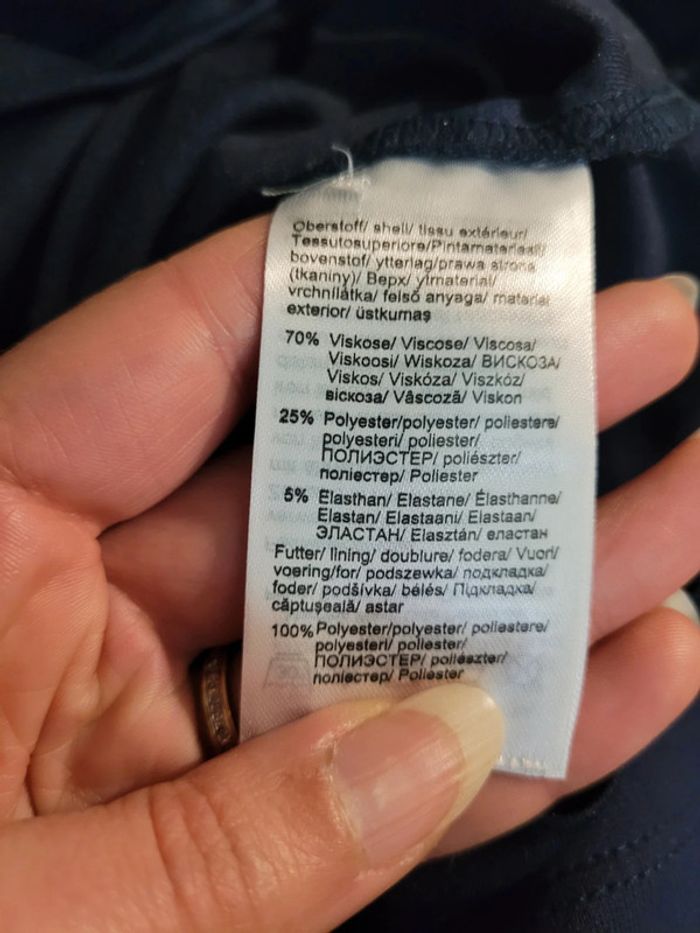 Oberstoff/ shell/ tissu extérieur/
Tessutosuperiore/Pintamateriaali/
bovenstof/ ytterlag/prawa strona
(tkaniny)/ Верх/ ytmaterial/
vrchnílátka/ felső anyaga/ material
exterior/ üstkumaş
70% Viskose/ Viscose/ Viscosa/
Viskoosi/ Wiskoza/ ВИСКОЗА/
Viskos/ Viskóza/ Viszkóz/
віскоза/ Vâscoză/ Viskon
25% Polyester/polyester/ poliestere/
polyesteri/ poliester/
ПОЛИЭСТЕР/ poliészter/
поліестер/ Poliester
5% Elasthan/ Elastane/ Élasthanne/
Elastan/ Elastaani/ Elastaan/
ЭЛАСТАН/ Elasztán/ еластан
Futter/ lining/ doublure/ fodera/ Vuori/
voering/for/ podszewka/ подкладка/
foder/ podšívka/ bélés/ Підкладка/
căptuşeală/ astar
100% Polyester/polyester/ poliestere/
polyesteri/ poliester/
ПОЛИЭСТЕР/ poliészter/
поліестер/ Poliester